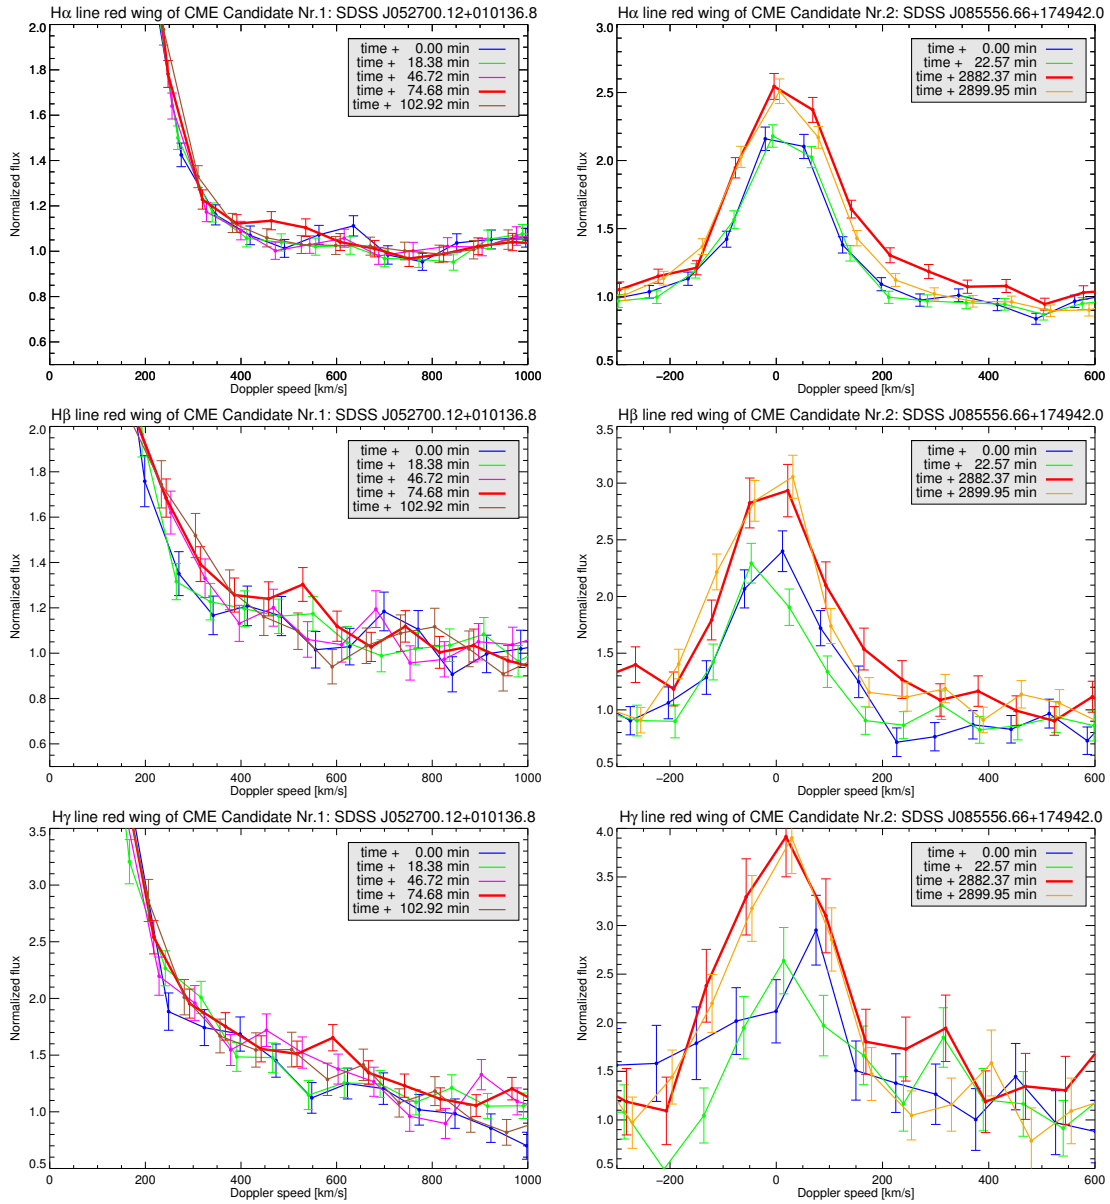 Hα line red wing of CME Candidate Nr.1: SDSS J052700.12+010136.8
2.0
1.8
1.6
1.4
1.2
1.0
0.8
0.6
Normalized flux
time + 0.00 min
time + 18.38 min
time + 46.72 min
time + 74.68 min
time + 102.92 min
0 200 400 600 800 1000
Doppler speed [km/s]
Hα line red wing of CME Candidate Nr.2: SDSS J085556.66+174942.0
3.0
2.5
2.0
1.5
1.0
0.5
Normalized flux
time + 0.00 min
time + 22.57 min
time + 2882.37 min
time + 2899.95 min
−200 0 200 400 600
Doppler speed [km/s]
Hβ line red wing of CME Candidate Nr.1: SDSS J052700.12+010136.8
2.0
1.8
1.6
1.4
1.2
1.0
0.8
0.6
Normalized flux
time + 0.00 min
time + 18.38 min
time + 46.72 min
time + 74.68 min
time + 102.92 min
0 200 400 600 800 1000
Doppler speed [km/s]
Hβ line red wing of CME Candidate Nr.2: SDSS J085556.66+174942.0
3.5
3.0
2.5
2.0
1.5
1.0
0.5
Normalized flux
time + 0.00 min
time + 22.57 min
time + 2882.37 min
time + 2899.95 min
−200 0 200 400 600
Doppler speed [km/s]
Hγ line red wing of CME Candidate Nr.1: SDSS J052700.12+010136.8
3.5
3.0
2.5
2.0
1.5
1.0
0.5
Normalized flux
time + 0.00 min
time + 18.38 min
time + 46.72 min
time + 74.68 min
time + 102.92 min
0 200 400 600 800 1000
Doppler speed [km/s]
Hγ line red wing of CME Candidate Nr.2: SDSS J085556.66+174942.0
4.0
3.5
3.0
2.5
2.0
1.5
1.0
0.5
Normalized flux
time + 0.00 min
time + 22.57 min
time + 2882.37 min
time + 2899.95 min
−200 0 200 400 600
Doppler speed [km/s]